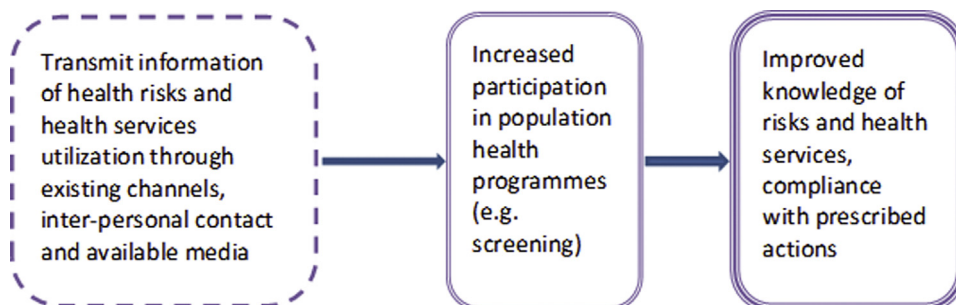 Transmit information
of health risks and
health services
utilization through
existing channels,
inter-personal contact
and available media
Increased
participation
in population
health
programmes
(e.g.
screening)
Improved
knowledge of
risks and health
services,
compliance
with prescribed
actions